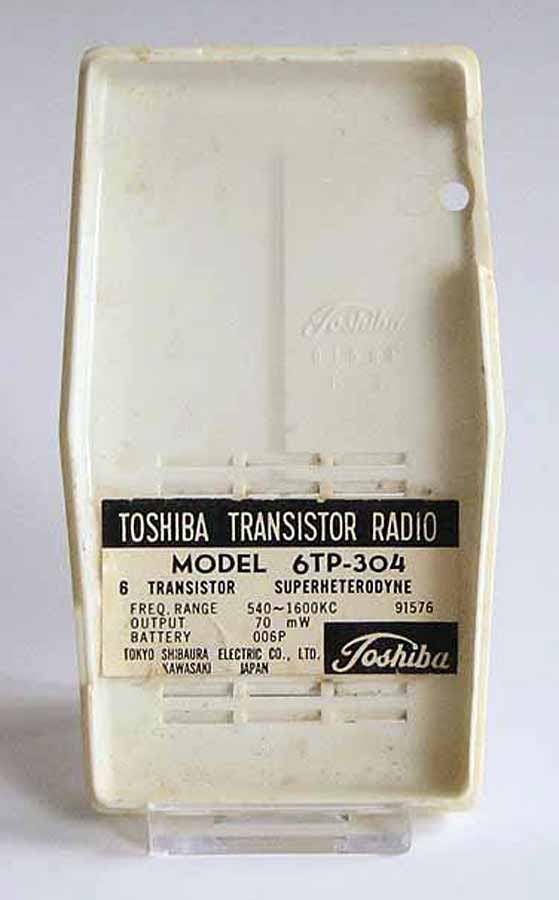 Toshiba
TOSHIBA TRANSISTOR RADIO
MODEL 6TP-304
6 TRANSISTOR SUPERHETERODYNE
FREQ. RANGE 540~1600KC 91576
OUTPUT 70 mW
BATTERY 006P
TOKYO SHIBAURA ELECTRIC CO., LTD.
KAWASAKI JAPAN
Toshiba